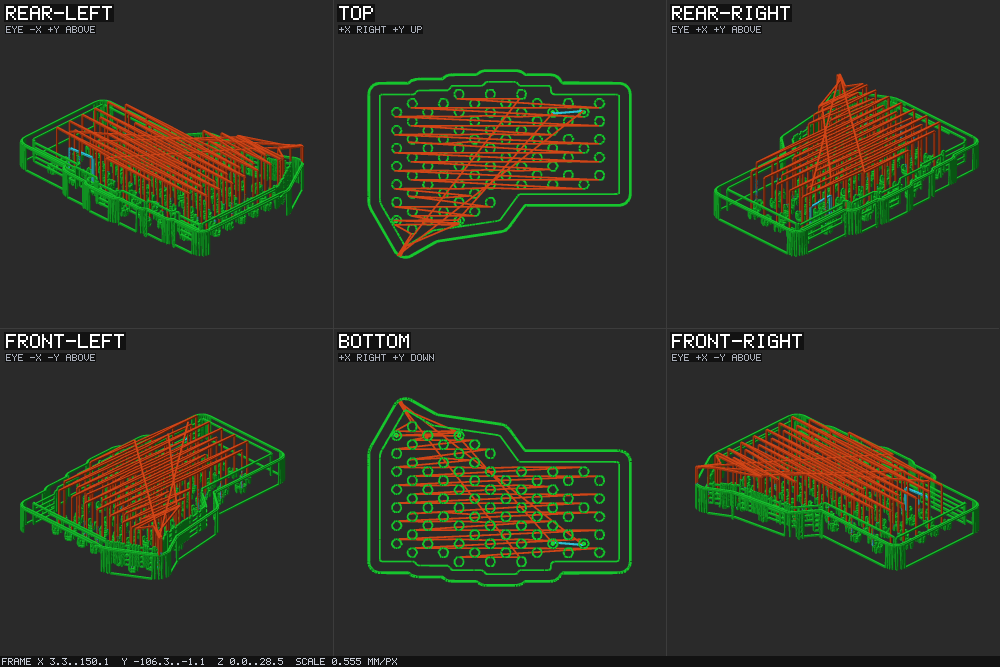 REAR-LEFT
EYE -X +Y ABOVE
TOP
+X RIGHT +Y UP
REAR-RIGHT
EYE +X +Y ABOVE
FRONT-LEFT
EYE -X -Y ABOVE
BOTTOM
+X RIGHT +Y DOWN
FRONT-RIGHT
EYE +X -Y ABOVE
FRAME X 3.3..150.1 Y -106.3..-1.1 Z 0.0..28.5 SCALE 0.555 MM/PX